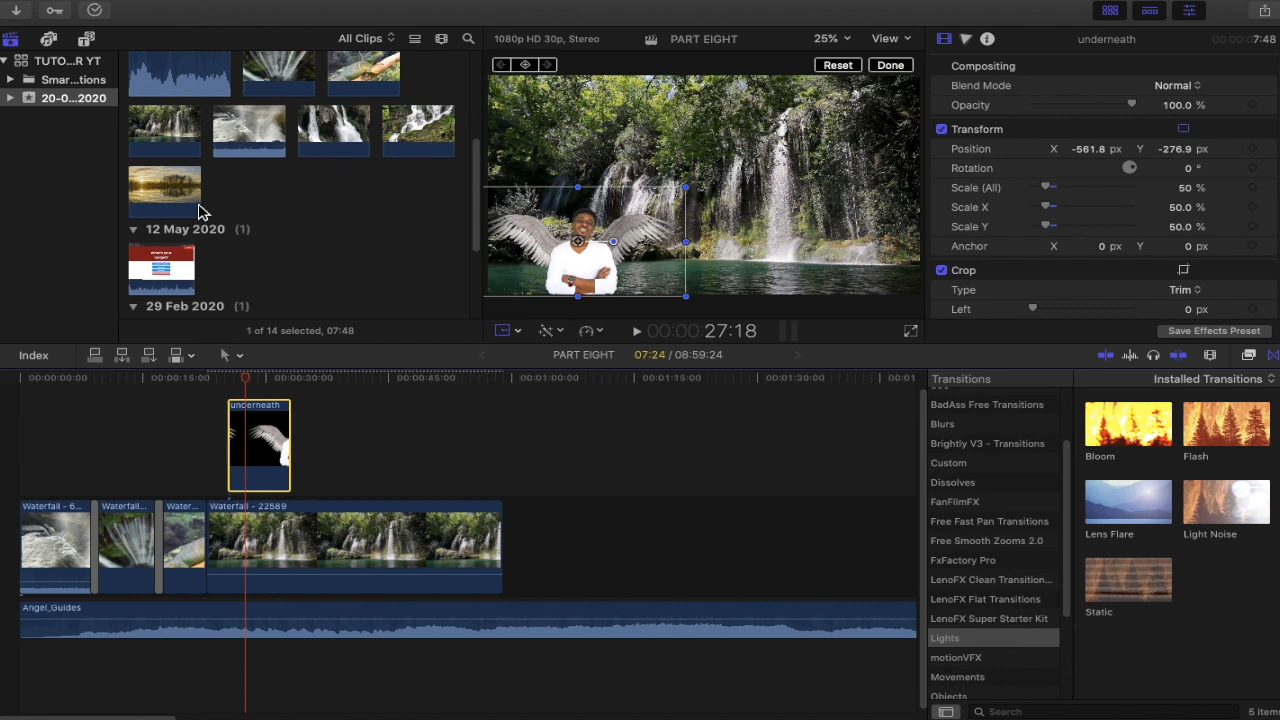 All Clips
1080p HD 30p, Stereo
PART EIGHT
25%
View
underneath
00:00:07:48
TUTO...R YT
Smar...tions
20-0...2020
Reset
Done
Compositing
Blend Mode
Normal
Opacity
100.0 %
Transform
Position
X -561.8 px Y -276.9 px
Rotation
0 °
Scale (All)
50 %
Scale X
50.0 %
Scale Y
50.0 %
Anchor
X 0 px Y 0 px
Crop
Type
Trim
Left
0 px
12 May 2020 (1)
29 Feb 2020 (1)
1 of 14 selected, 07:48
00:00:27:18
Save Effects Preset
Index
PART EIGHT
07:24 / 08:59:24
00:00:00:00
00:00:15:00
00:00:30:00
00:00:45:00
00:01:00:00
00:01:15:00
00:01:30:00
00:01
underneath
Waterfall - 6...
Waterfall...
Water...
Waterfall - 22589
Angel_Guides
Transitions
Installed Transitions
BadAss Free Transitions
Blurs
Brightly V3 - Transitions
Custom
Dissolves
FanFilmFX
Free Fast Pan Transitions
Free Smooth Zooms 2.0
FxFactory Pro
LenoFX Clean Transition...
LenoFX Flat Transitions
LenoFX Super Starter Kit
Lights
motionVFX
Movements
Objects
Bloom
Flash
Lens Flare
Light Noise
Static
Search
5 items